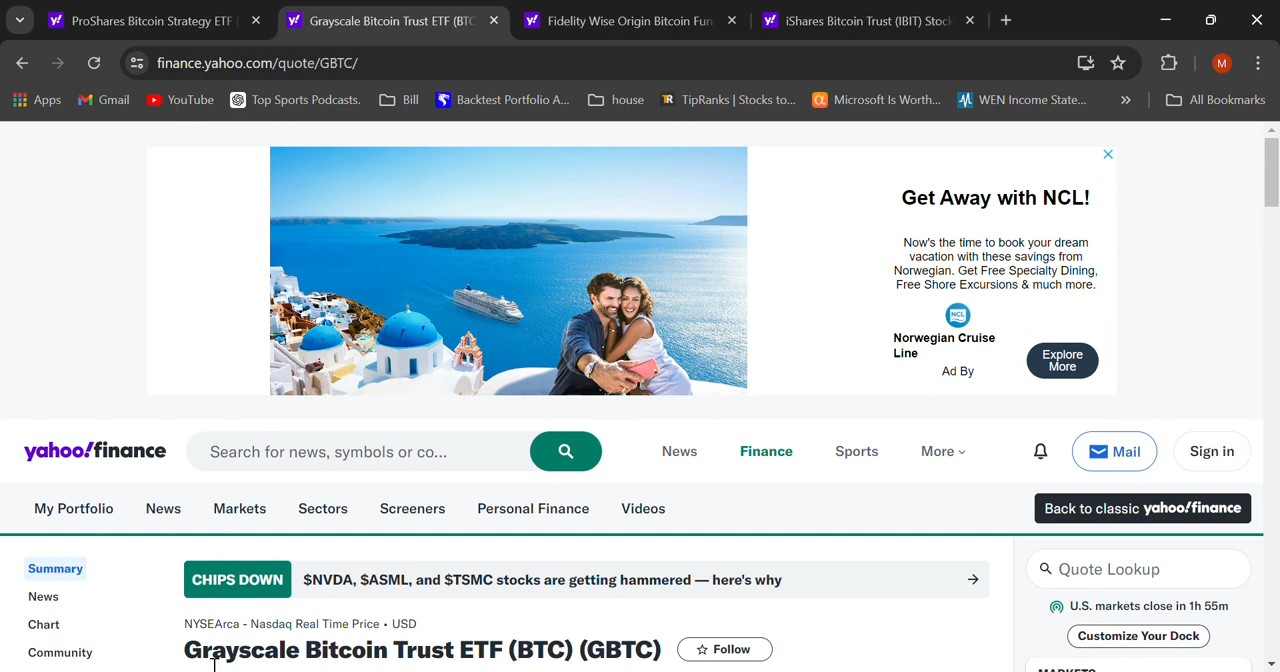 ProShares Bitcoin Strategy ETF
Grayscale Bitcoin Trust ETF (BTC
Fidelity Wise Origin Bitcoin Fun
iShares Bitcoin Trust (IBIT) Stock
finance.yahoo.com/quote/GBTC/
M
Apps
Gmail
YouTube
Top Sports Podcasts.
Bill
Backtest Portfolio A...
house
TipRanks | Stocks to...
Microsoft Is Worth...
WEN Income State...
All Bookmarks
Get Away with NCL!
Now's the time to book your dream
vacation with these savings from
Norwegian. Get Free Specialty Dining,
Free Shore Excursions & much more.
NCL
Norwegian Cruise
Line
Ad By
Explore
More
yahoo!finance
Search for news, symbols or co...
News
Finance
Sports
More
Mail
Sign in
My Portfolio
News
Markets
Sectors
Screeners
Personal Finance
Videos
Back to classic yahoo!finance
Summary
News
Chart
Community
CHIPS DOWN $NVDA, $ASML, and $TSMC stocks are getting hammered — here's why
NYSEArca - Nasdaq Real Time Price • USD
Grayscale Bitcoin Trust ETF (BTC) (GBTC)
Follow
Quote Lookup
U.S. markets close in 1h 55m
Customize Your Dock
MARKETS